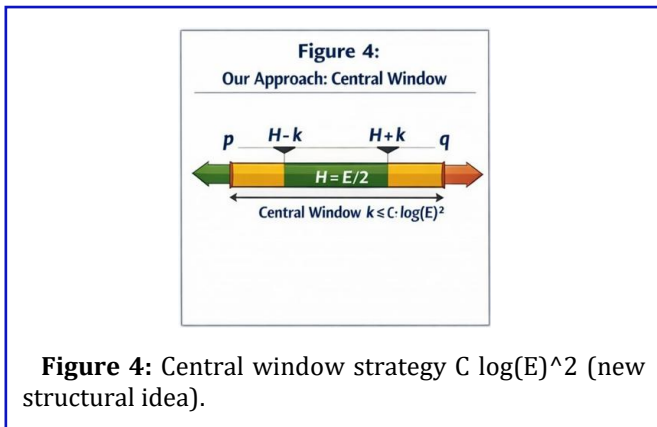 Figure 4:
Our Approach: Central Window
p H-k H+k q
H = E/2
Central Window k ≤ C· log(E)²
Figure 4: Central window strategy C log(E)^2 (new
structural idea).